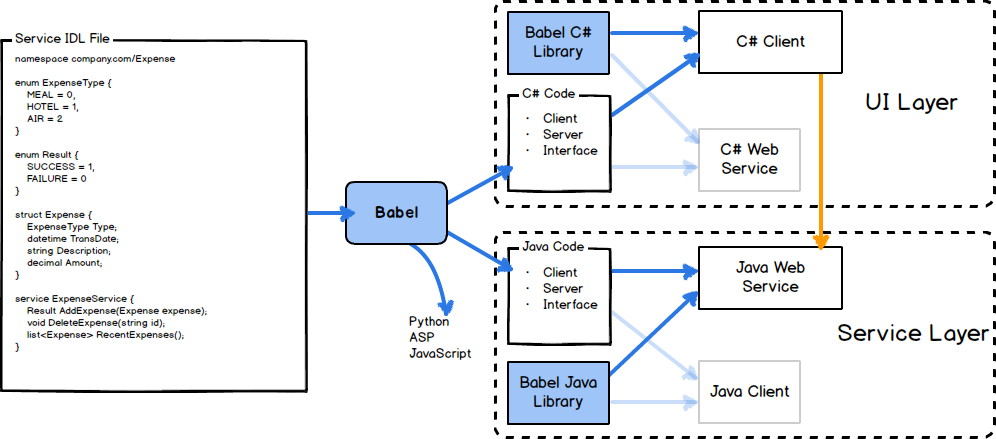 Service IDL File
namespace company.com/Expense
enum ExpenseType {
MEAL = 0,
HOTEL = 1,
AIR = 2
}
enum Result {
SUCCESS = 1,
FAILURE = 0
}
struct Expense {
ExpenseType Type;
datetime TransDate;
string Description;
decimal Amount;
}
service ExpenseService {
Result AddExpense(Expense expense);
void DeleteExpense(string id);
list<Expense> RecentExpenses();
}
Babel
Python
ASP
JavaScript
Babel C#
Library
C# Code
· Client
· Server
· Interface
C# Client
C# Web
Service
UI Layer
Java Code
· Client
· Server
· Interface
Babel Java
Library
Java Web
Service
Java Client
Service Layer